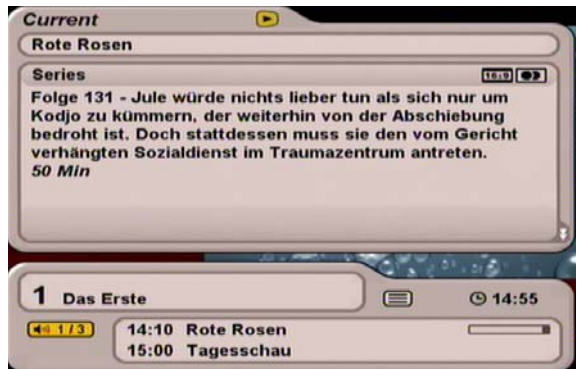 Current
Rote Rosen
Series 16:9
Folge 131 - Jule würde nichts lieber tun als sich nur um
Kodjo zu kümmern, der weiterhin von der Abschiebung
bedroht ist. Doch stattdessen muss sie den vom Gericht
verhängten Sozialdienst im Traumazentrum antreten.
50 Min
1 Das Erste 14:55
1/3 14:10 Rote Rosen
15:00 Tagesschau